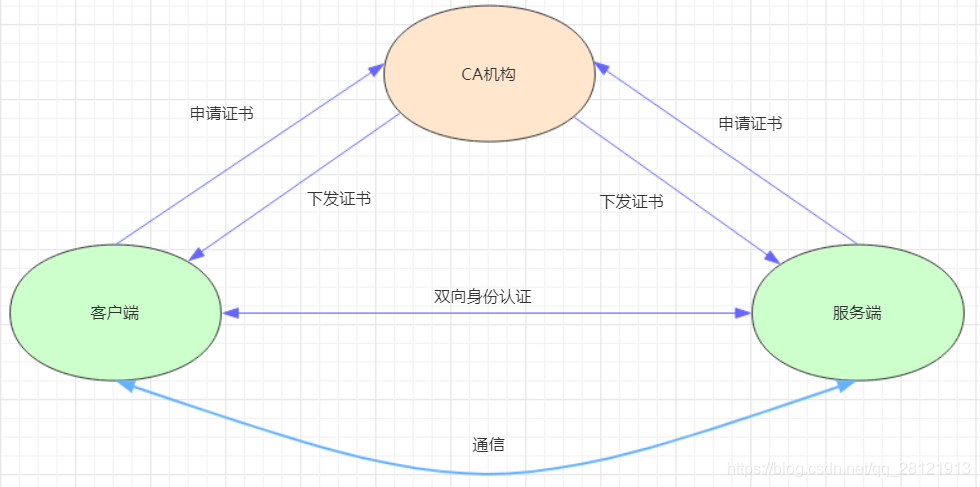 CA机构
申请证书
申请证书
下发证书
下发证书
双向身份认证
客户端
服务端
通信
https://blog.csdn.net/qq_28121913